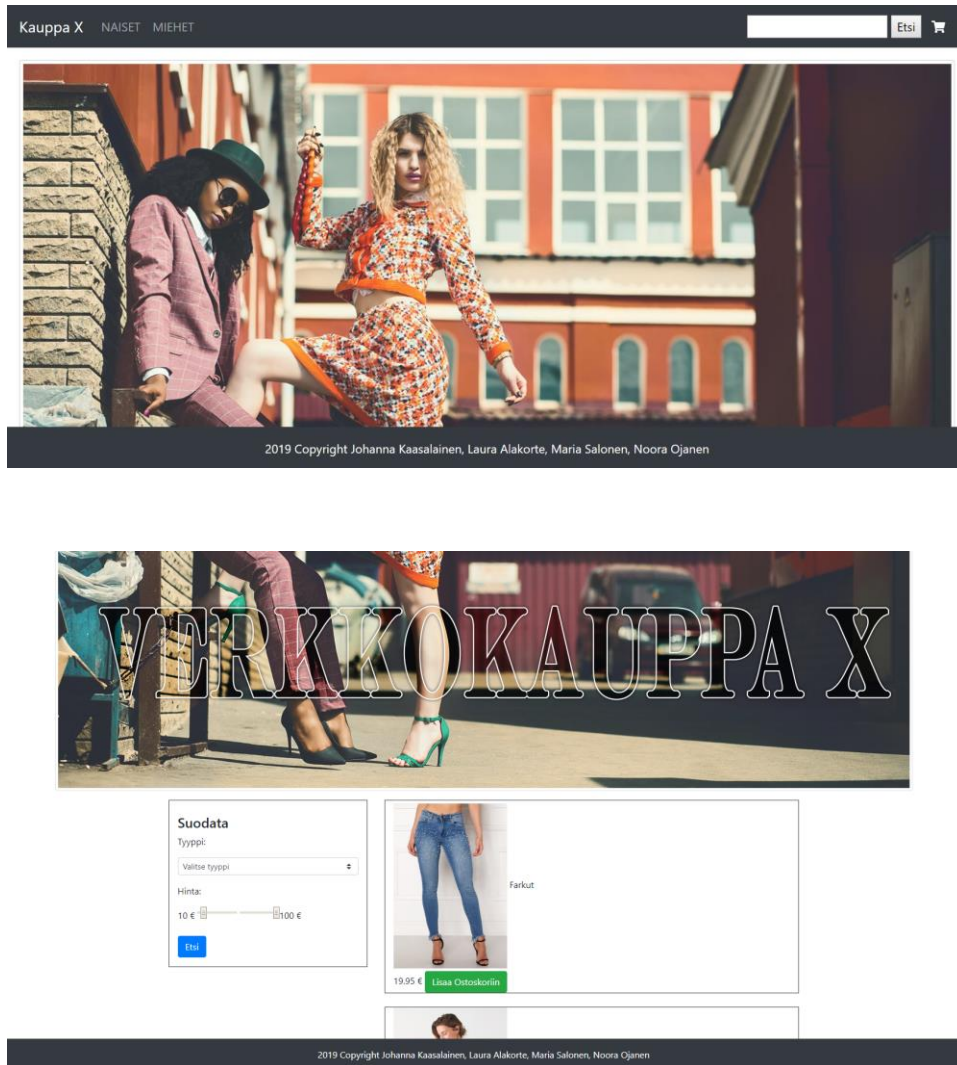 Kauppa X NAISET MIEHET Etsi
2019 Copyright Johanna Kaasalainen, Laura Alakorte, Maria Salonen, Noora Ojanen
VERKKOKAUPPA X
Suodata
Tyyppi:
Valitse tyyppi
Hinta:
10 € 100 €
Etsi
Farkut
19.95 € Lisaa Ostoskoriin
2019 Copyright Johanna Kaasalainen, Laura Alakorte, Maria Salonen, Noora Ojanen